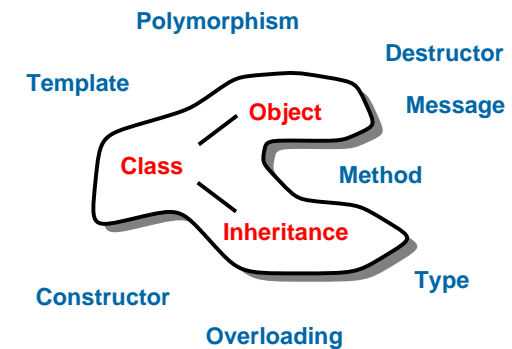 Polymorphism
Destructor
Template
Message
Object
Class
Method
Inheritance
Type
Constructor
Overloading